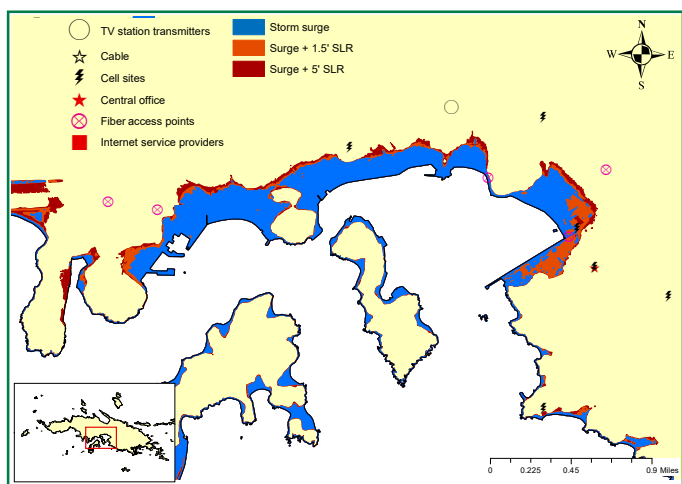 TV station transmitters
Cable
Cell sites
Central office
Fiber access points
Internet service providers
Storm surge
Surge + 1.5' SLR
Surge + 5' SLR
N
W E
S
0 0.225 0.45 0.9 Miles